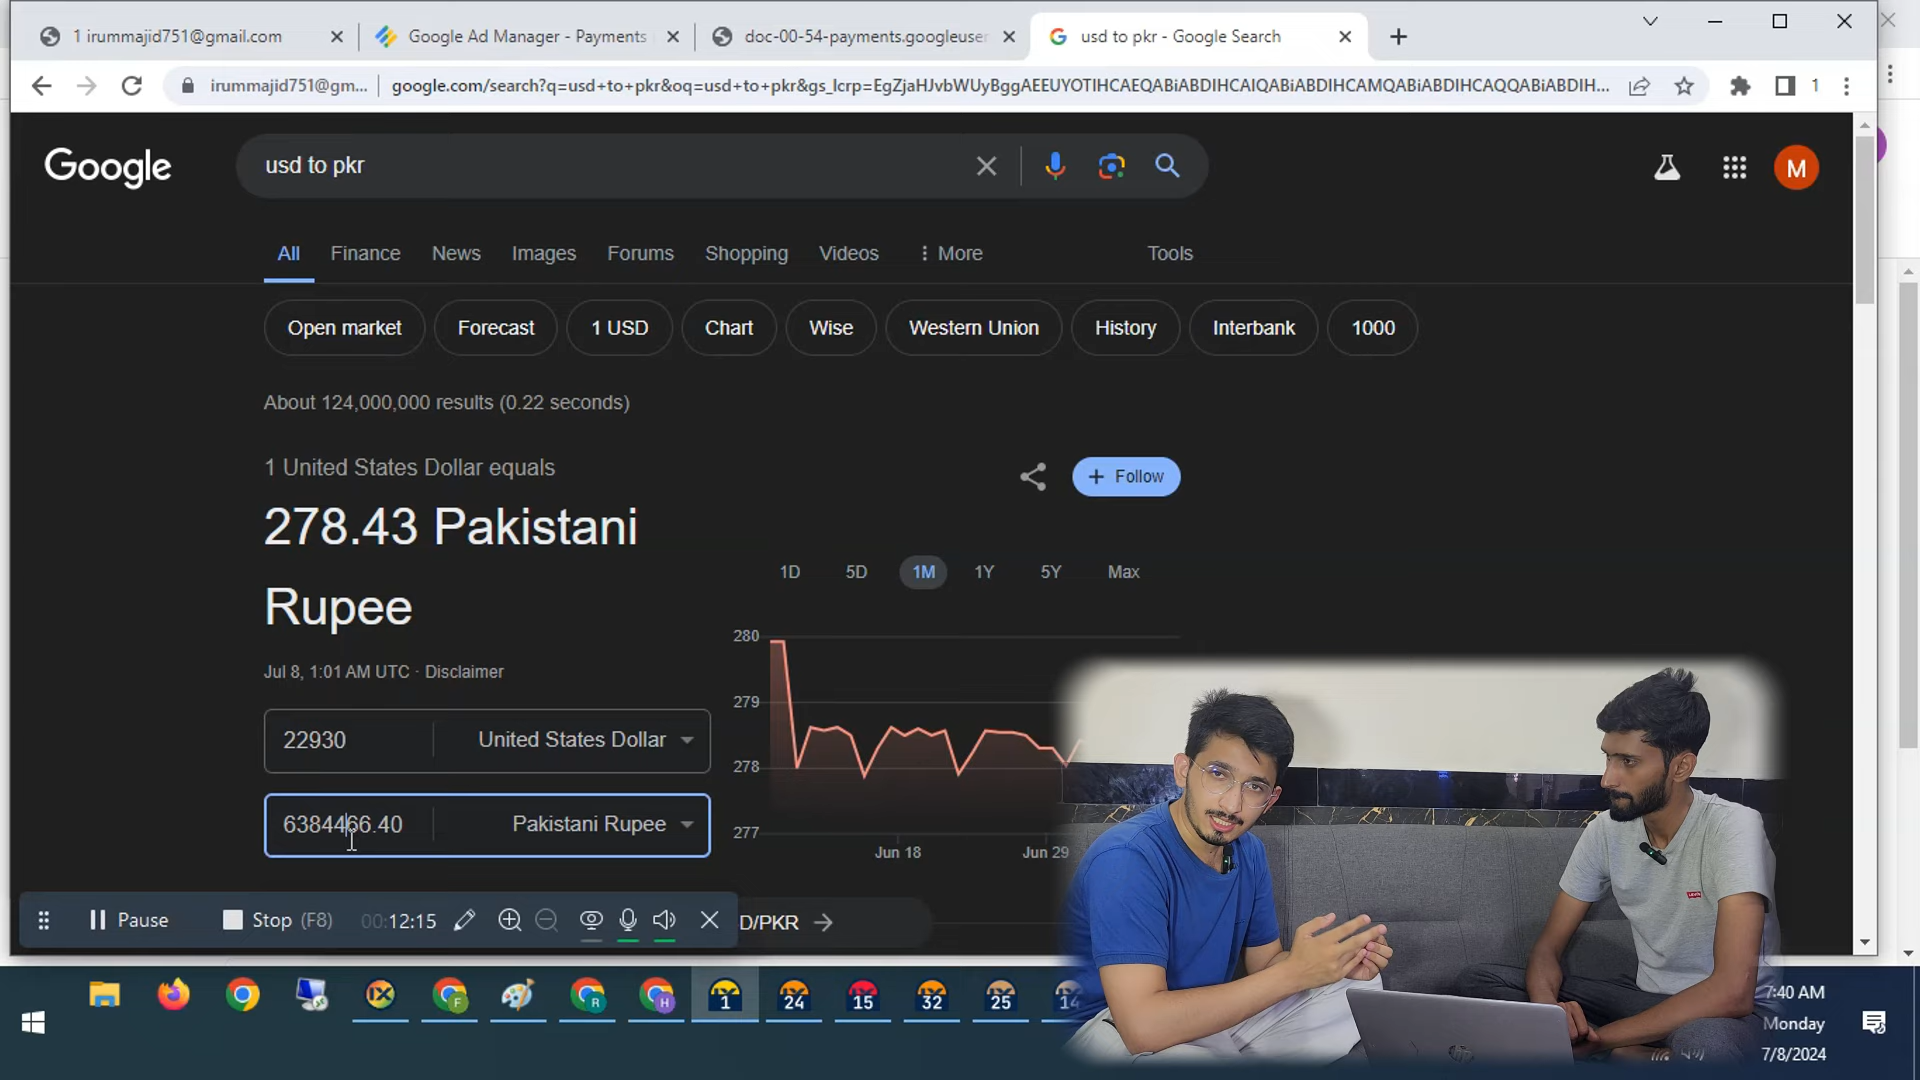 1 irummajid751@gmail.com
Google Ad Manager - Payments
doc-00-54-payments.googleuser
usd to pkr - Google Search
irummajid751@gm...
google.com/search?q=usd+to+pkr&oq=usd+to+pkr&gs_lcrp=EgZjaHJvbWUyBggAEEUYOTIHCAEQABiABDIHCAIQABiABDIHCAMQABiABDIHCAQQABiABDIH...
1
Google
usd to pkr
M
All
Finance
News
Images
Forums
Shopping
Videos
More
Tools
Open market
Forecast
1 USD
Chart
Wise
Western Union
History
Interbank
1000
About 124,000,000 results (0.22 seconds)
1 United States Dollar equals
278.43 Pakistani
Rupee
Follow
Jul 8, 1:01 AM UTC · Disclaimer
1D
5D
1M
1Y
5Y
Max
280
279
278
277
Jun 18
Jun 29
22930
United States Dollar
6384466.40
Pakistani Rupee
Pause
Stop (F8)
00:12:15
D/PKR
F
R
H
1
24
15
32
25
14
7:40 AM
Monday
7/8/2024